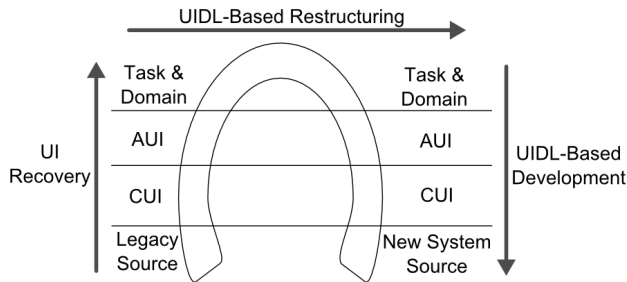 UIDL-Based Restructuring
Task &
Domain
AUI
CUI
Legacy
Source
UI
Recovery
Task &
Domain
AUI
CUI
New System
Source
UIDL-Based
Development